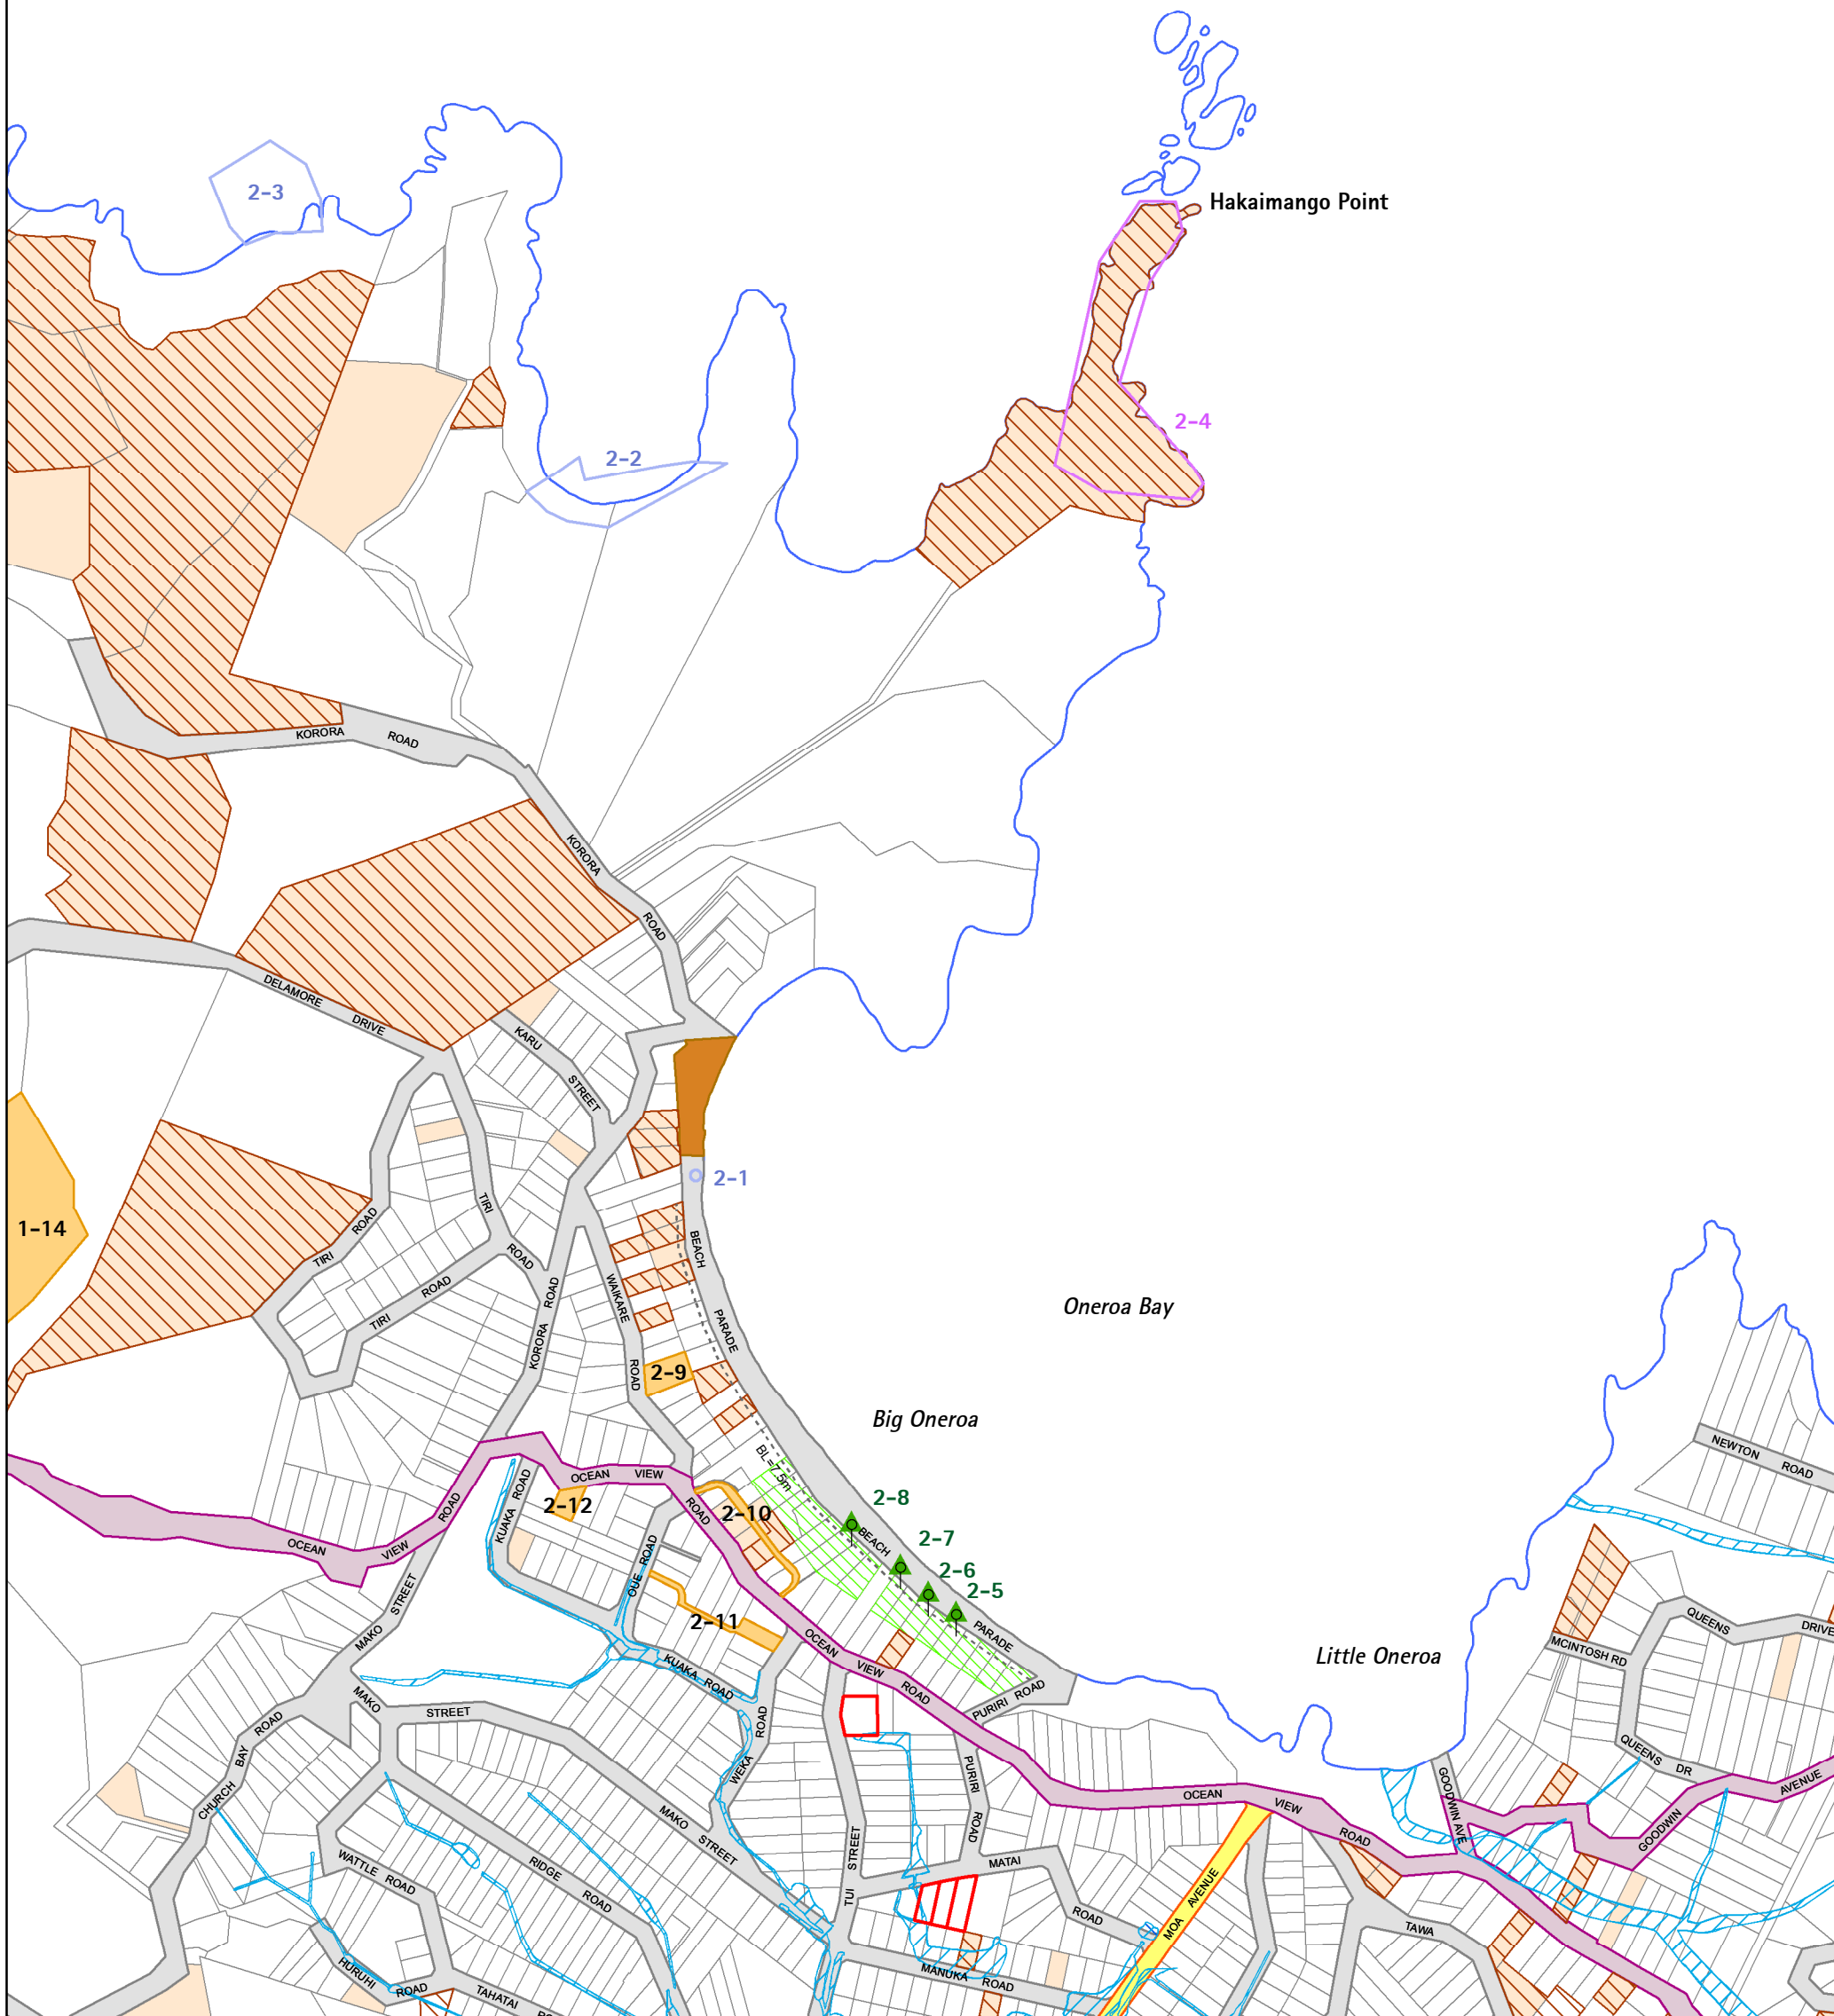 2-3
Hakaimango Point
2-4
2-2
KORORA ROAD
KORORA
ROAD
DELAMORE
DRIVE
KARU
STREET
2-1
1-14
TIRI ROAD
TIRI
ROAD
TIRI ROAD
KORORA ROAD
WAIKARE
ROAD
BEACH
PARADE
Oneroa Bay
2-9
Big Oneroa
BL=7.5m
NEWTON ROAD
OCEAN VIEW
ROAD
2-12
2-10
2-8
BEACH
2-7
2-6
2-5
PARADE
KUAKA ROAD
OUE ROAD
OCEAN VIEW ROAD
2-11
OCEAN
VIEW
ROAD
MAKO STREET
KUAKA ROAD
PURIRI ROAD
Little Oneroa
MCINTOSH RD
QUEENS DRIVE
QUEENS DR
MAKO
STREET
CHURCH BAY ROAD
WEKA ROAD
PURIRI
ROAD
OCEAN VIEW
ROAD
GOODWIN AVE
GOODWIN
AVENUE
MAKO STREET
TUI STREET
MATAI
ROAD
MOA AVENUE
WATTLE ROAD
RIDGE ROAD
TAWA
HURUHI
ROAD
TAHATAI
MANUKA ROAD